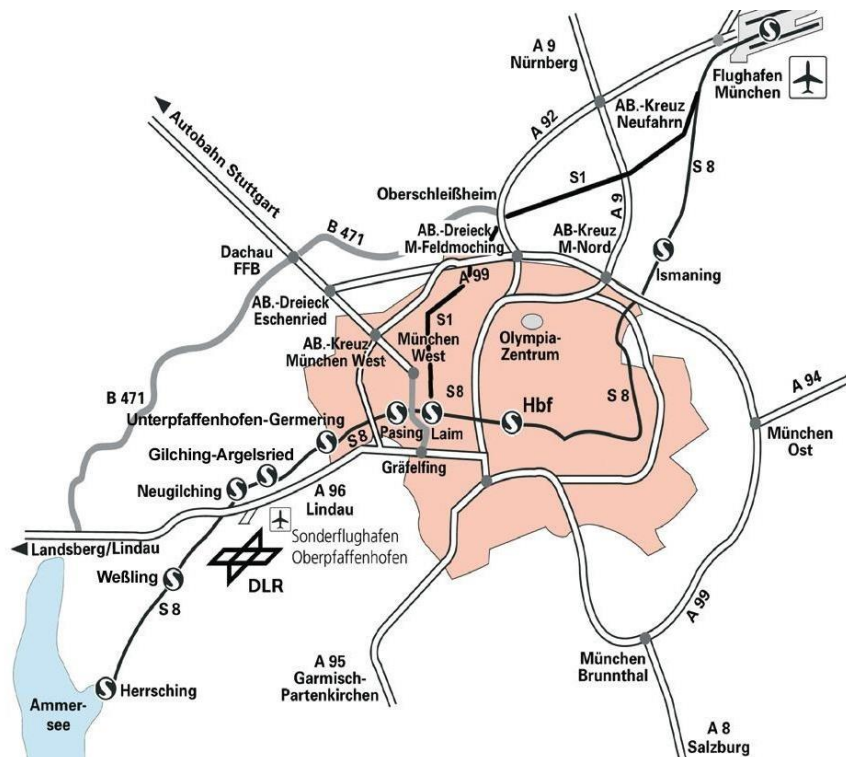 A 9
Nürnberg
Flughafen
München
AB.-Kreuz
Neufahrn
A 92
S1
S 8
Autobahn Stuttgart
Oberschleißheim
B 471
AB.-Dreieck
M-Feldmoching
AB-Kreuz
M-Nord
A 9
Dachau
FFB
A 99
Ismaning
AB.-Dreieck
Eschenried
S1
AB.-Kreuz
München West
München
West
Olympia-
Zentrum
B 471
S8
Hbf
S 8
A 94
Unterpfaffenhofen-Germering
S 8
Pasing
Laim
München
Ost
Gilching-Argelsried
Gräfelfing
Neugilching
A 96
Lindau
Landsberg/Lindau
Sonderflughafen
Oberpfaffenhofen
Weßling
DLR
S 8
A 99
A 95
Garmisch-
Partenkirchen
München
Brunnthal
Herrsching
Ammer-
see
A 8
Salzburg